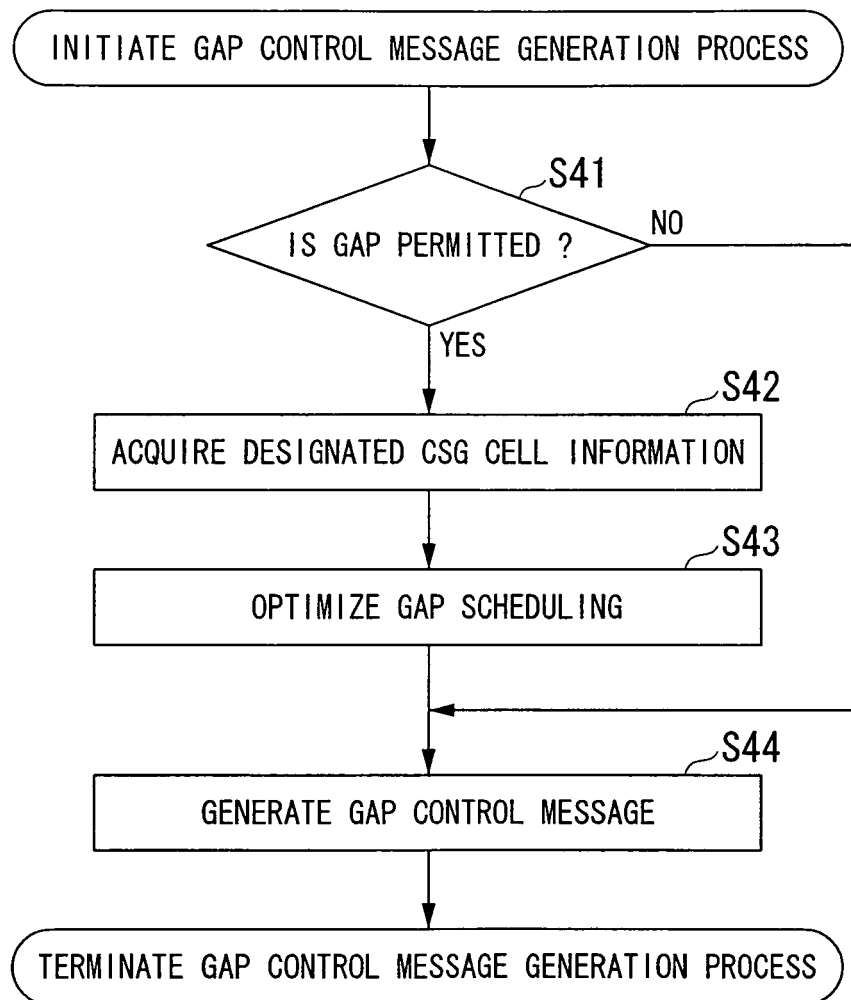 INITIATE GAP CONTROL MESSAGE GENERATION PROCESS
S41
IS GAP PERMITTED ?
NO
YES
S42
ACQUIRE DESIGNATED CSG CELL INFORMATION
S43
OPTIMIZE GAP SCHEDULING
S44
GENERATE GAP CONTROL MESSAGE
TERMINATE GAP CONTROL MESSAGE GENERATION PROCESS